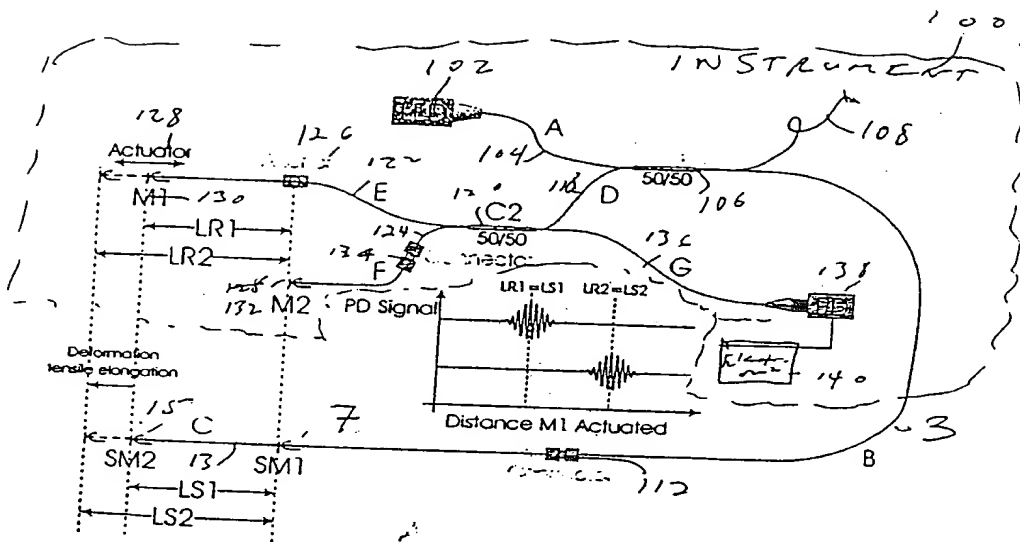 100
INSTRUMENT
102
128
126
122
A
108
Actuator
104
E
50/50
M1
130
120
D
106
C2
LR1
124
50/50
136
LR2
134
G
138
F
132
M2
PD Signal
LR1=LS1
LR2=LS2
Deformation
tensile elongation
140
15
C
7
Distance M1 Actuated
3
SM2
13
SM1
B
112
LS1
LS2